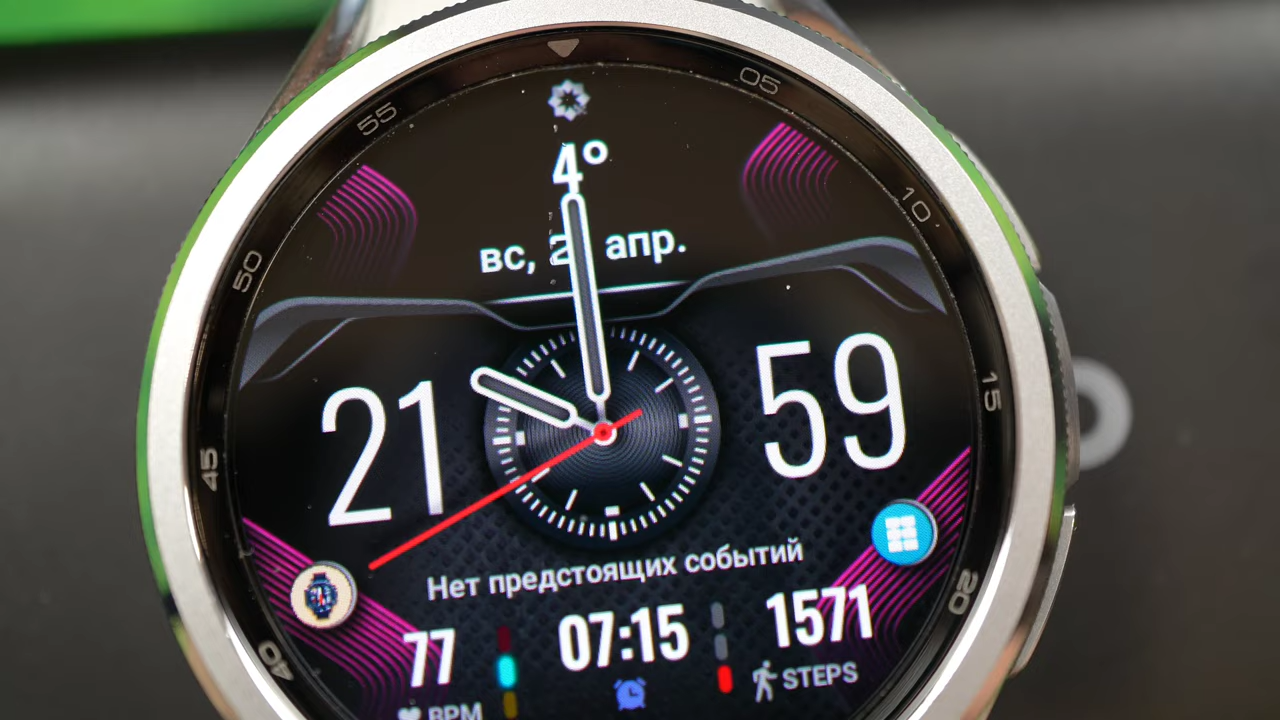 05
55
4°
10
вс, апр.
50
21 59
15
45
Нет предстоящих событий
20
77 07:15 1571
40
BPM STEPS